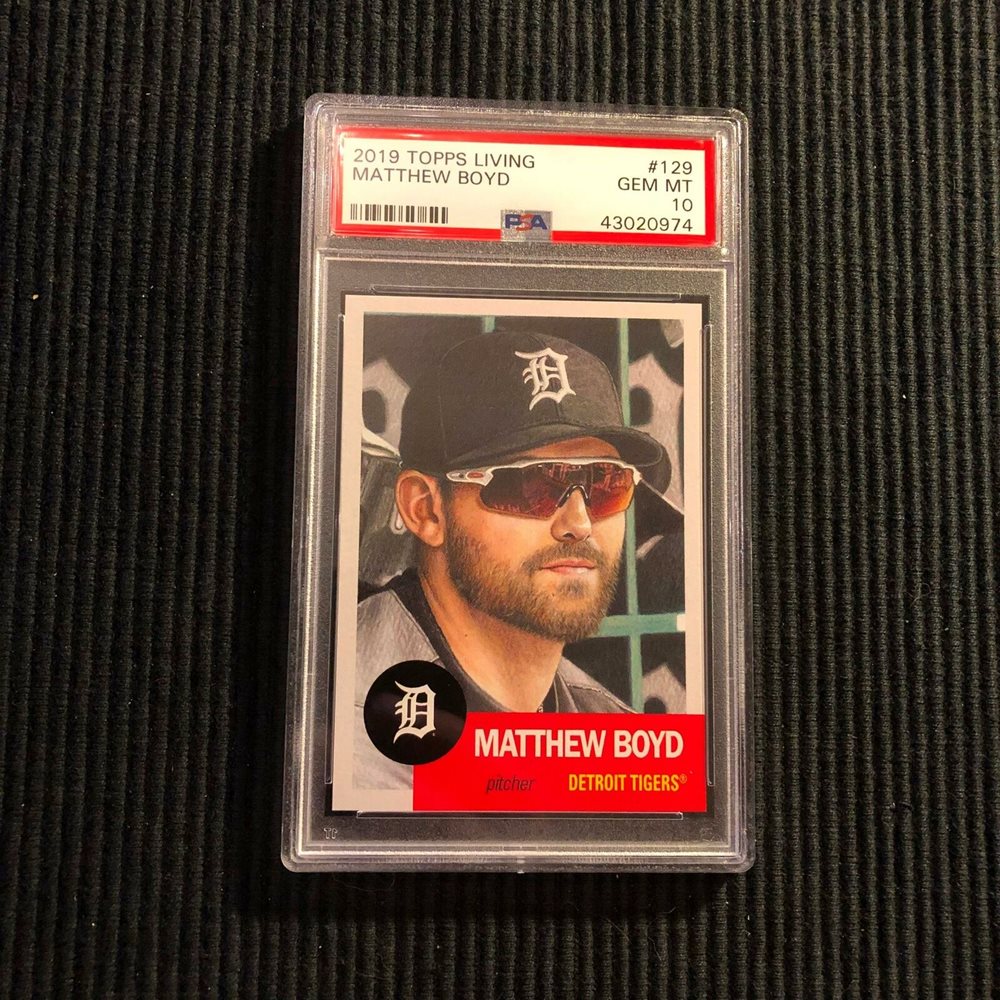 2019 TOPPS LIVING #129
MATTHEW BOYD GEM MT
10
PSA 43020974
D
D
MATTHEW BOYD
pitcher DETROIT TIGERS®